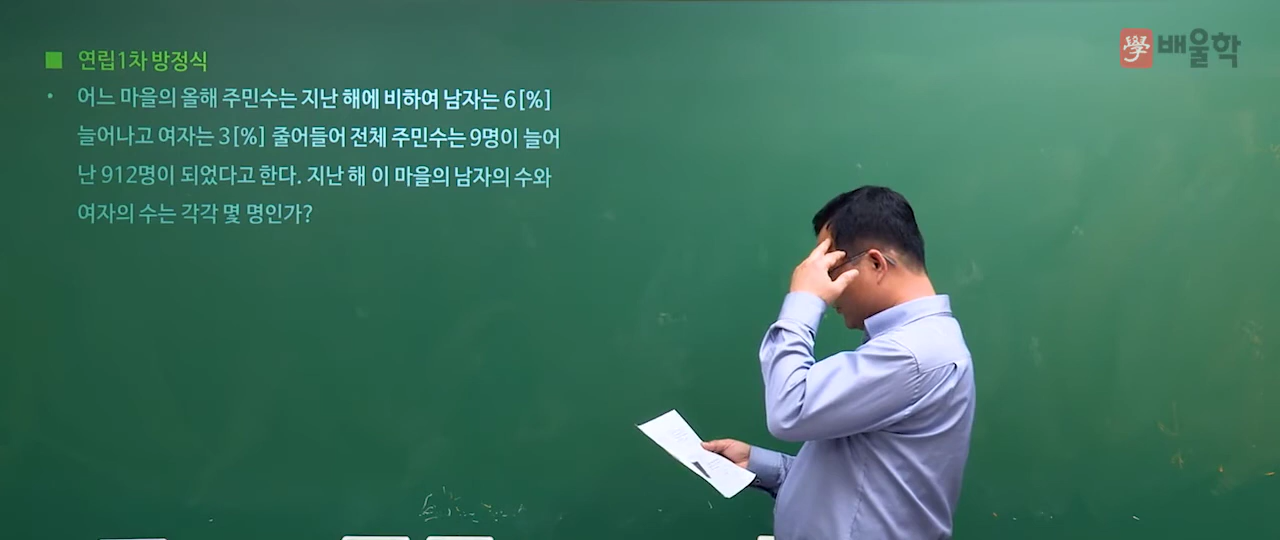 學 배울학
■ 연립1차 방정식
• 어느 마을의 올해 주민수는 지난 해에 비하여 남자는 6[%]
늘어나고 여자는 3[%] 줄어들어 전체 주민수는 9명이 늘어
난 912명이 되었다고 한다. 지난 해 이 마을의 남자의 수와
여자의 수는 각각 몇 명인가?